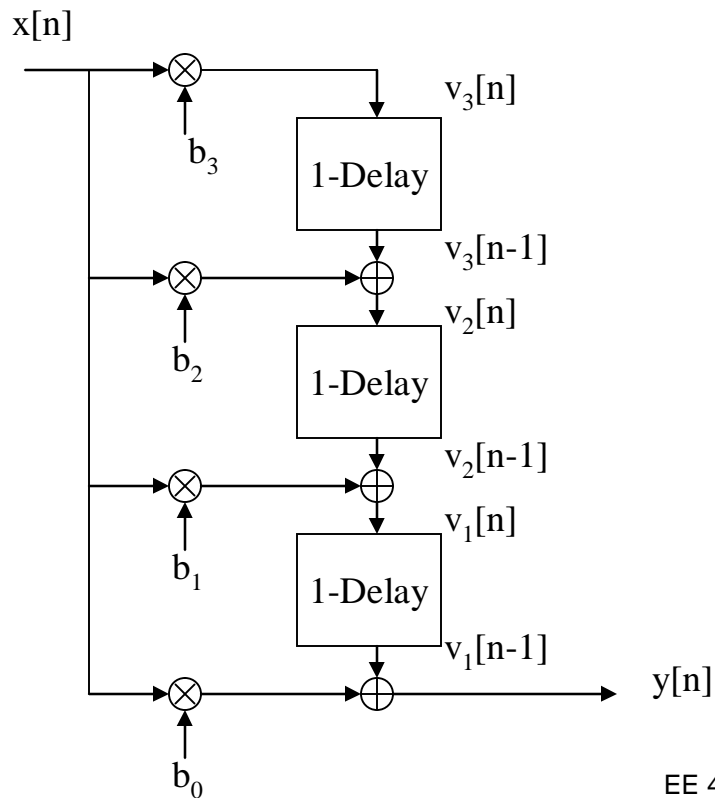 x[n]
v₃[n]
b₃
1-Delay
v₃[n-1]
v₂[n]
b₂
1-Delay
v₂[n-1]
v₁[n]
b₁
1-Delay
v₁[n-1]
y[n]
b₀
EE 4